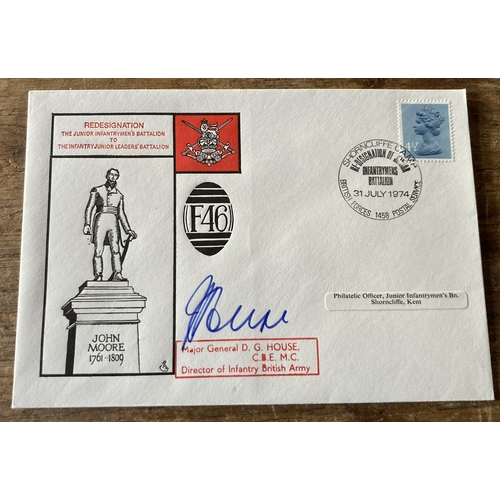 REDESIGNATION
THE JUNIOR INFANTRYMEN'S BATTALION
TO
THE INFANTRY JUNIOR LEADERS' BATTALION
F46
JOHN
MOORE
1761-1809
Major General D. G. HOUSE,
C.B.E. M.C.
Director of Infantry British Army
4½
SHORNCLIFFE CAMP
REDESIGNATION OF JUNIOR
INFANTRYMENS
BATTALION
31 JULY 1974
BRITISH FORCES 1458 POSTAL SERVICE
Philatelic Officer, Junior Infantrymen's Bn.
Shorncliffe, Kent